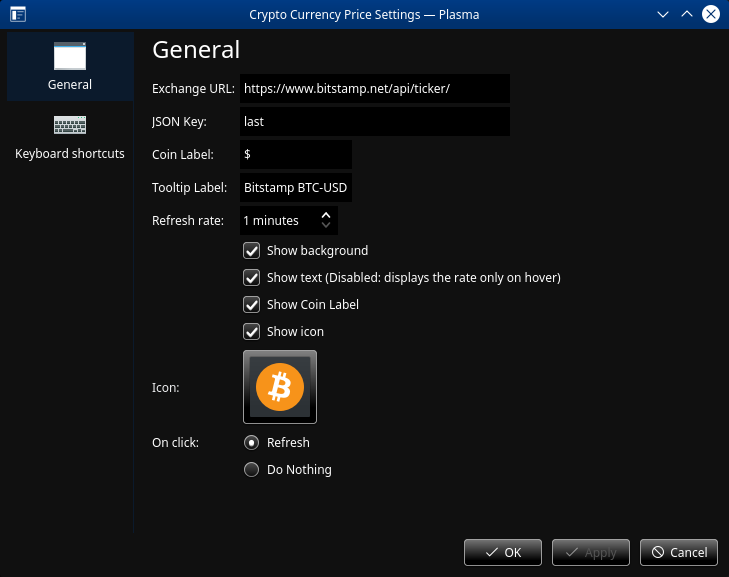 Crypto Currency Price Settings — Plasma
General
Keyboard shortcuts
General
Exchange URL: https://www.bitstamp.net/api/ticker/
JSON Key: last
Coin Label: $
Tooltip Label: Bitstamp BTC-USD
Refresh rate: 1 minutes
Show background
Show text (Disabled: displays the rate only on hover)
Show Coin Label
Show icon
Icon:
On click: Refresh
Do Nothing
OK Apply Cancel